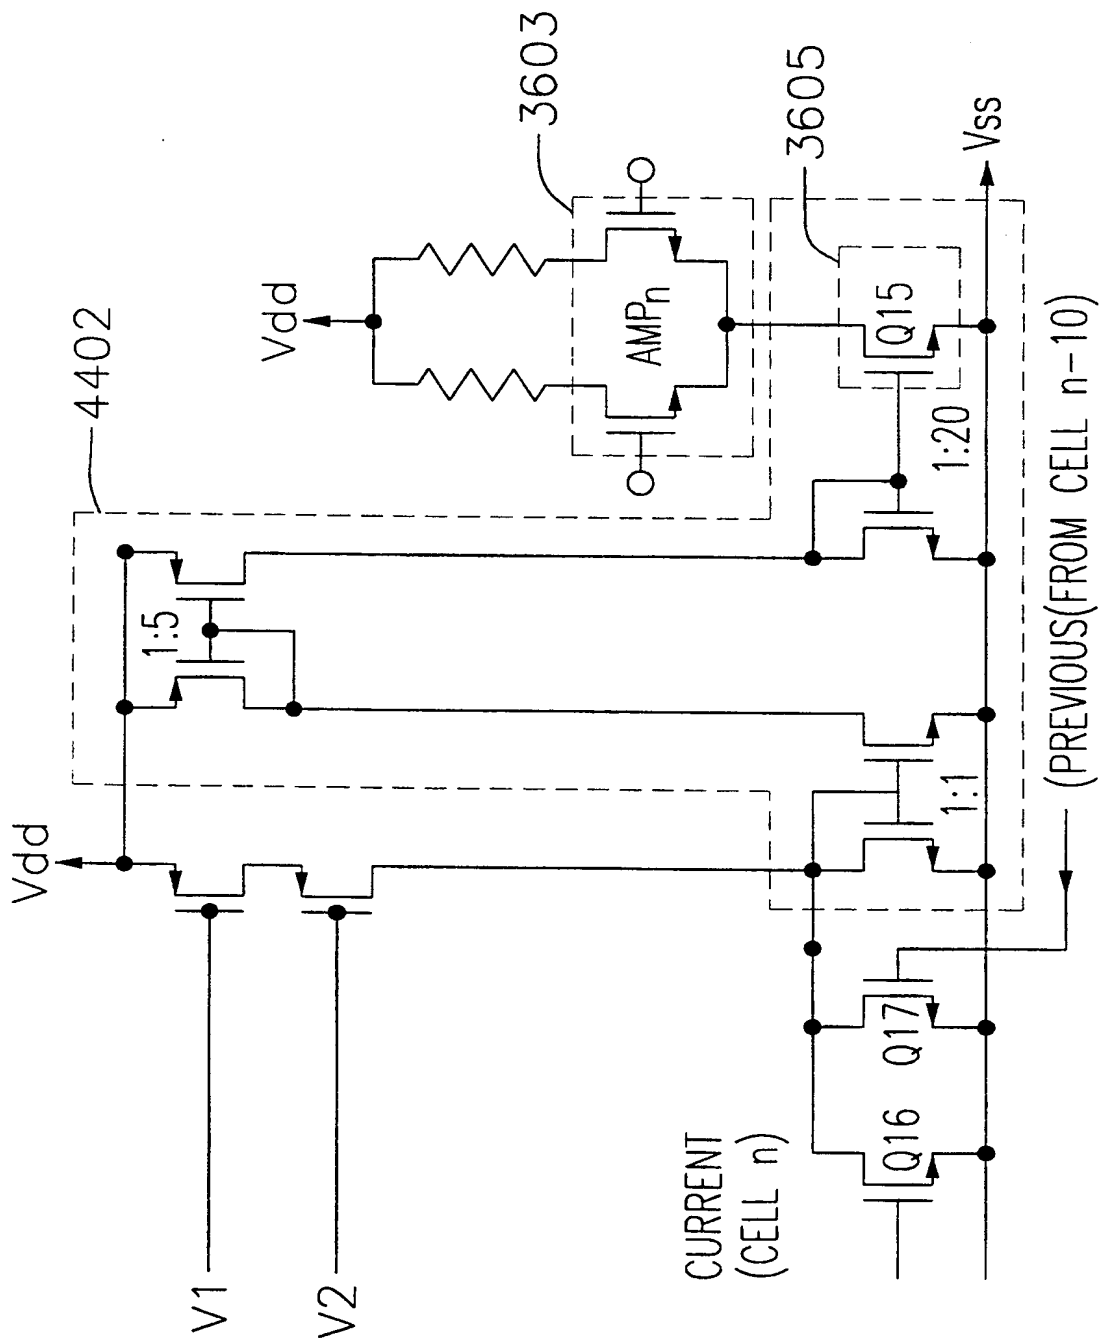 Vdd
4402
Vdd
3603
3605
1:5
AMPn
V1
V2
CURRENT
(CELL n)
Q16
Q17
1:1
1:20
Q15
Vss
(PREVIOUS(FROM CELL n-10)